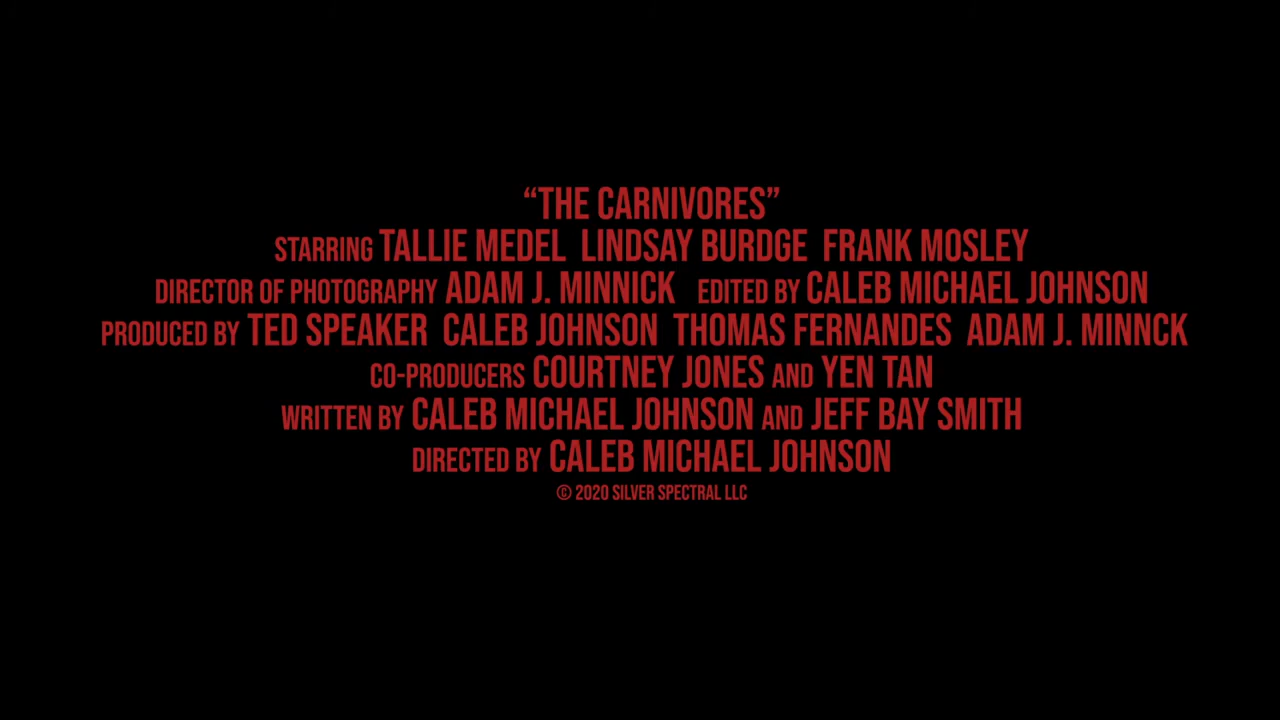 “THE CARNIVORES”
STARRING TALLIE MEDEL LINDSAY BURDGE FRANK MOSLEY
DIRECTOR OF PHOTOGRAPHY ADAM J. MINNICK EDITED BY CALEB MICHAEL JOHNSON
PRODUCED BY TED SPEAKER CALEB JOHNSON THOMAS FERNANDES ADAM J. MINNCK
CO-PRODUCERS COURTNEY JONES AND YEN TAN
WRITTEN BY CALEB MICHAEL JOHNSON AND JEFF BAY SMITH
DIRECTED BY CALEB MICHAEL JOHNSON
© 2020 SILVER SPECTRAL LLC